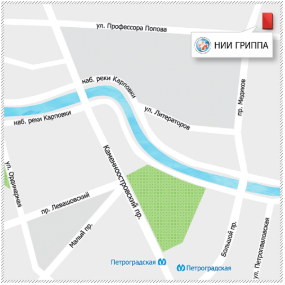 ул. Профессора Попова
НИИ ГРИППА
наб. реки Карповки
пр. Медиков
ул. Литераторов
наб. реки Карповки
Каменноостровский пр.
ул. Ординарная
пр. Левашовский
Малый пр.
Большой пр.
ул. Петропавловская
Петроградская
Петроградская